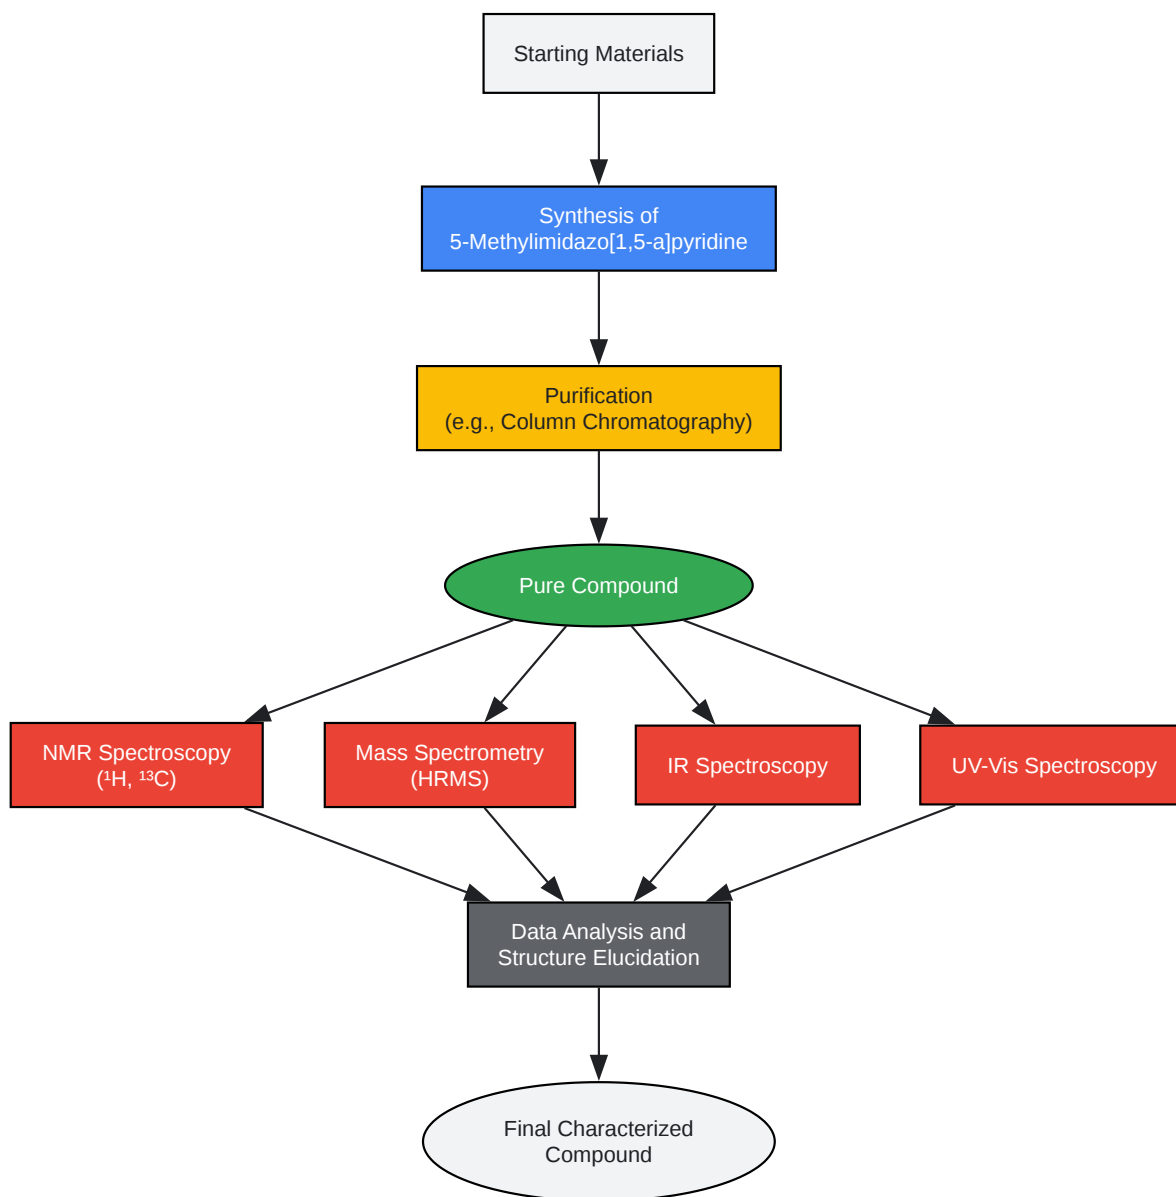 Starting Materials
Synthesis of
5-Methylimidazo[1,5-a]pyridine
Purification
(e.g., Column Chromatography)
Pure Compound
NMR Spectroscopy
(¹H, ¹³C)
Mass Spectrometry
(HRMS)
IR Spectroscopy
UV-Vis Spectroscopy
Data Analysis and
Structure Elucidation
Final Characterized
Compound